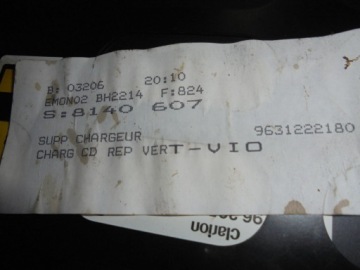 B: 03206 20:10
EMON02 BH2214 F:824
S:8140 607
SUPP CHARGEUR 9631222180
CHARG CD REP VERT-VIO
Clarion